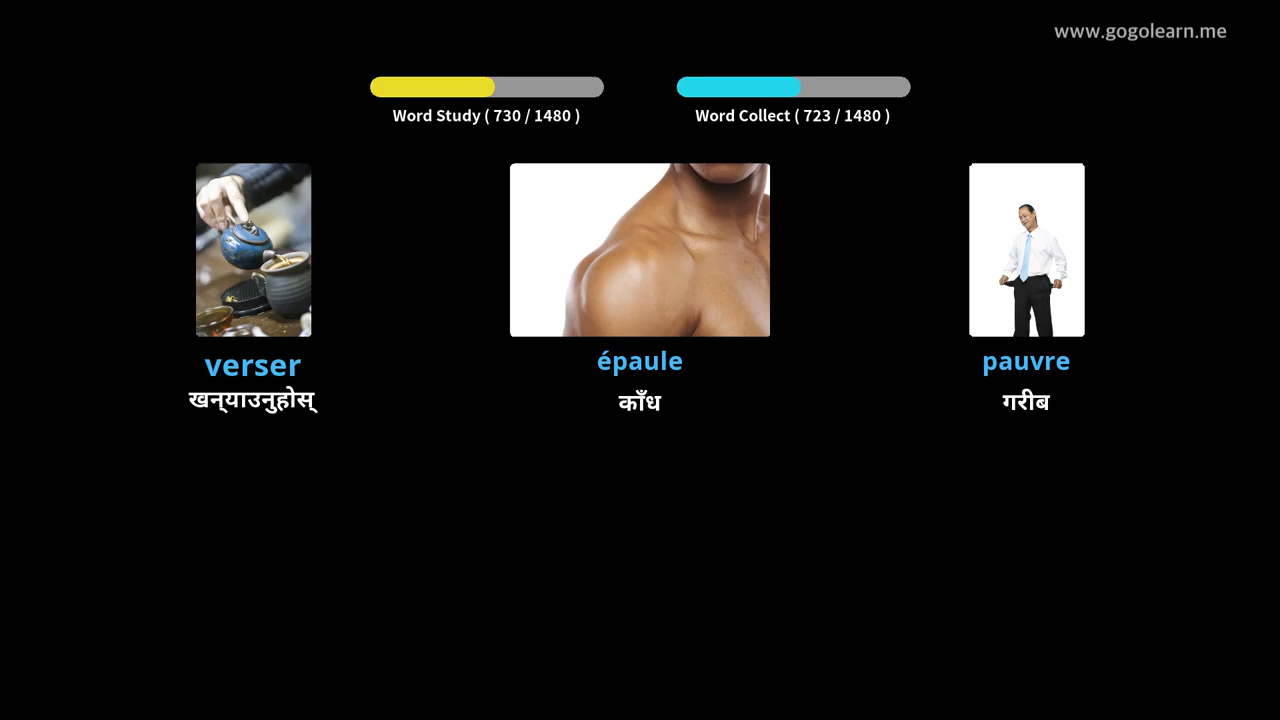 www.gogolearn.me
Word Study ( 730 / 1480 )
Word Collect ( 723 / 1480 )
verser
épaule
pauvre
खन्याउनुहोस्
काँध
गरीब